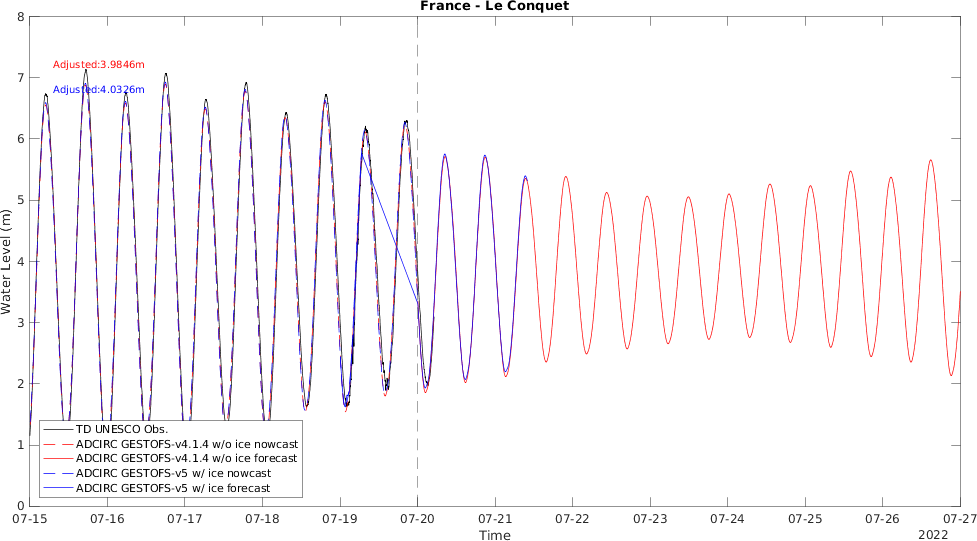 France - Le Conquet
8
7
6
5
4
3
2
1
0
Water Level (m)
Adjusted:3.9846m
Adjusted:4.0326m
TD UNESCO Obs.
ADCIRC GESTOFS-v4.1.4 w/o ice nowcast
ADCIRC GESTOFS-v4.1.4 w/o ice forecast
ADCIRC GESTOFS-v5 w/ ice nowcast
ADCIRC GESTOFS-v5 w/ ice forecast
07-15 07-16 07-17 07-18 07-19 07-20 07-21 07-22 07-23 07-24 07-25 07-26 07-27
Time
2022